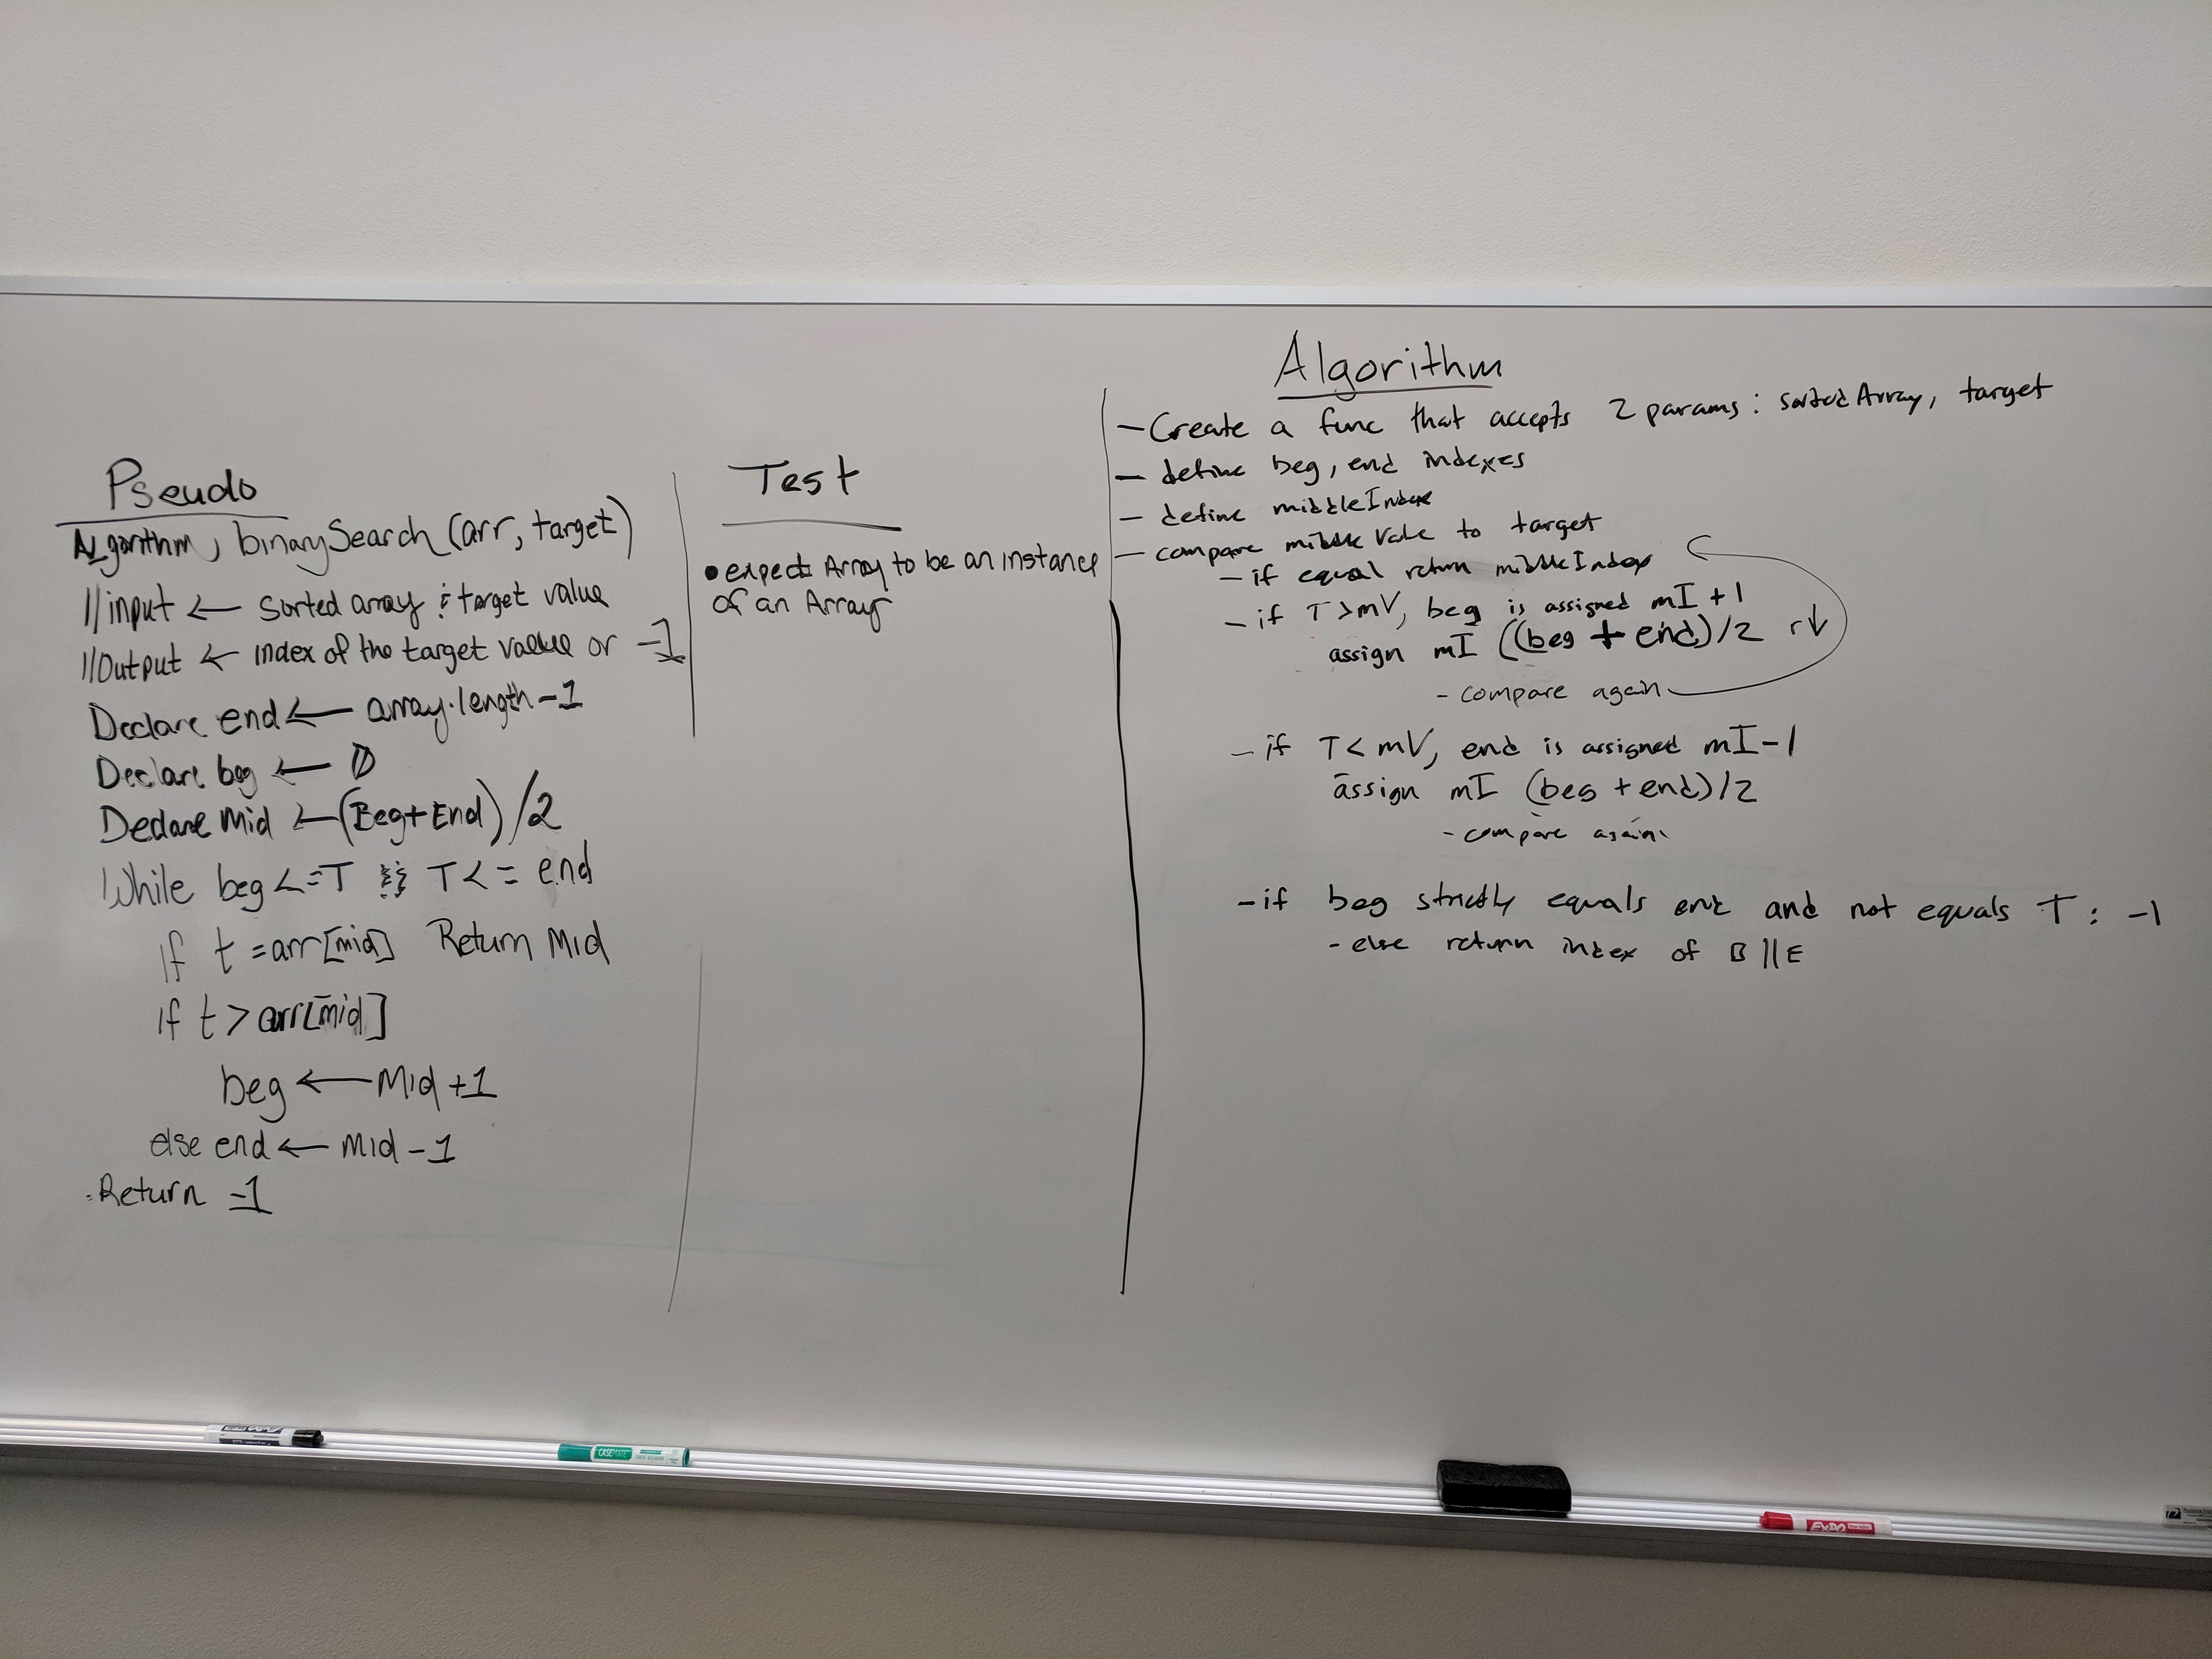 Pseudo
Algorithm, binarySearch (arr, target)
//input ← sorted array & target value
//Output ← index of the target value or -1
Declare end ← array.length-1
Declare beg ← 0
Declare Mid ← (Beg+End)/2
While beg <= T && T <= end
If t = arr[mid] Return Mid
If t > arr[mid]
beg ← Mid +1
else end ← Mid -1
Return -1
Test
• expect Array to be an instance
of an Array
Algorithm
- Create a func that accepts 2 params: sorted Array, target
- define beg, end indexes
- define middleIndex
- compare middle Value to target
- if equal return middleIndex
- if T > mV, beg is assigned mI + 1
assign mI ((beg + end)/2 r↓
- compare again
- if T < mV, end is assigned mI - 1
assign mI (beg + end)/2
- compare again
- if beg strictly equals end and not equals T: -1
- else return index of B || E
CASEMATE
EXPO